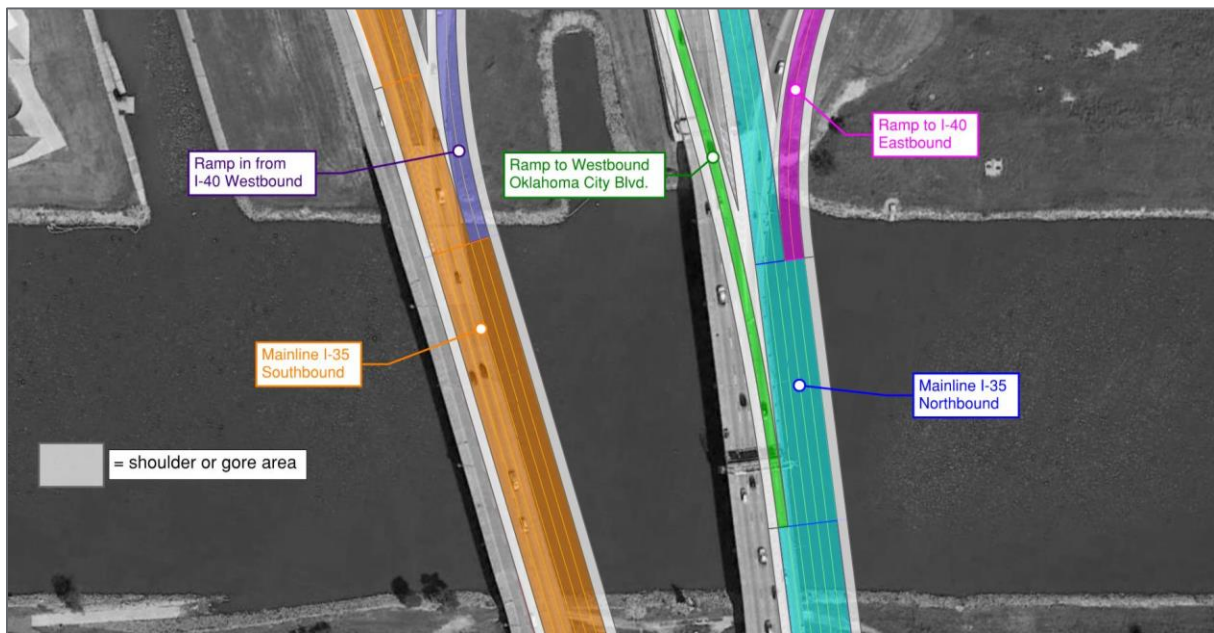 Ramp to I-40
Eastbound
Ramp in from
I-40 Westbound
Ramp to Westbound
Oklahoma City Blvd.
Mainline I-35
Southbound
Mainline I-35
Northbound
= shoulder or gore area